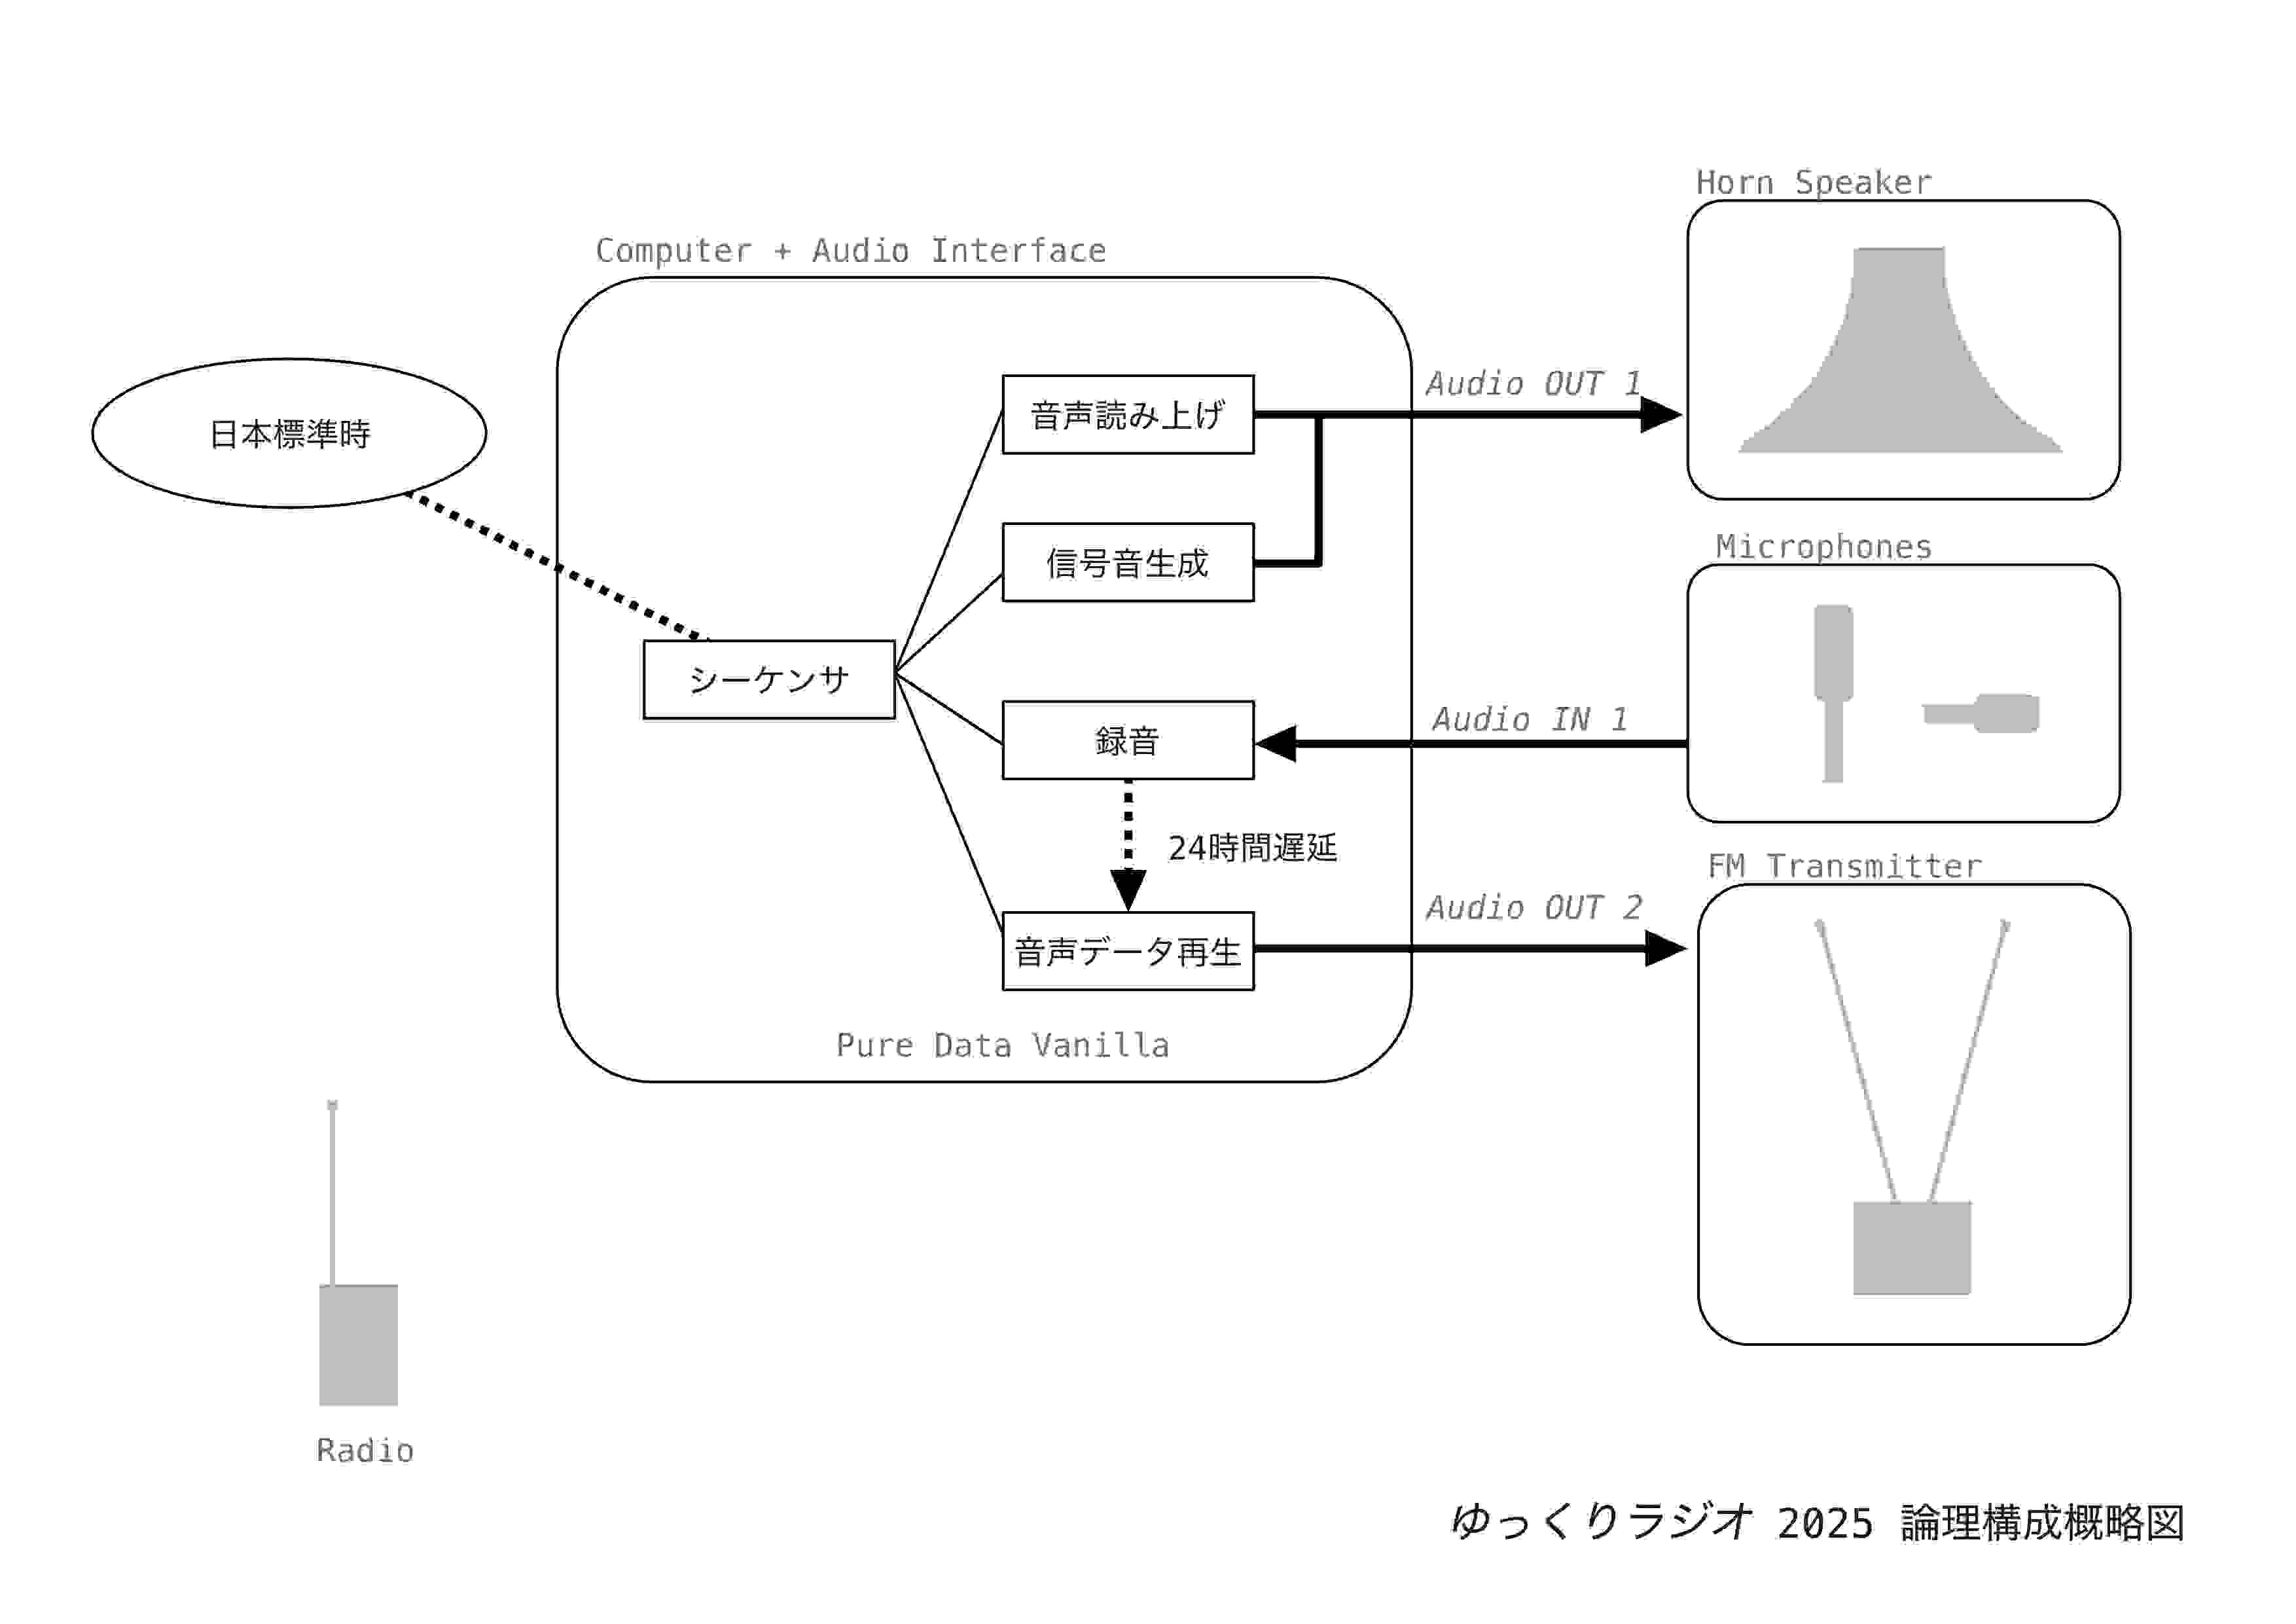 Horn Speaker
Computer + Audio Interface
日本標準時
音声読み上げ
Audio OUT 1
信号音生成
Microphones
シーケンサ
録音
Audio IN 1
24時間遅延
FM Transmitter
Audio OUT 2
音声データ再生
Pure Data Vanilla
Radio
ゆっくりラジオ 2025 論理構成概略図